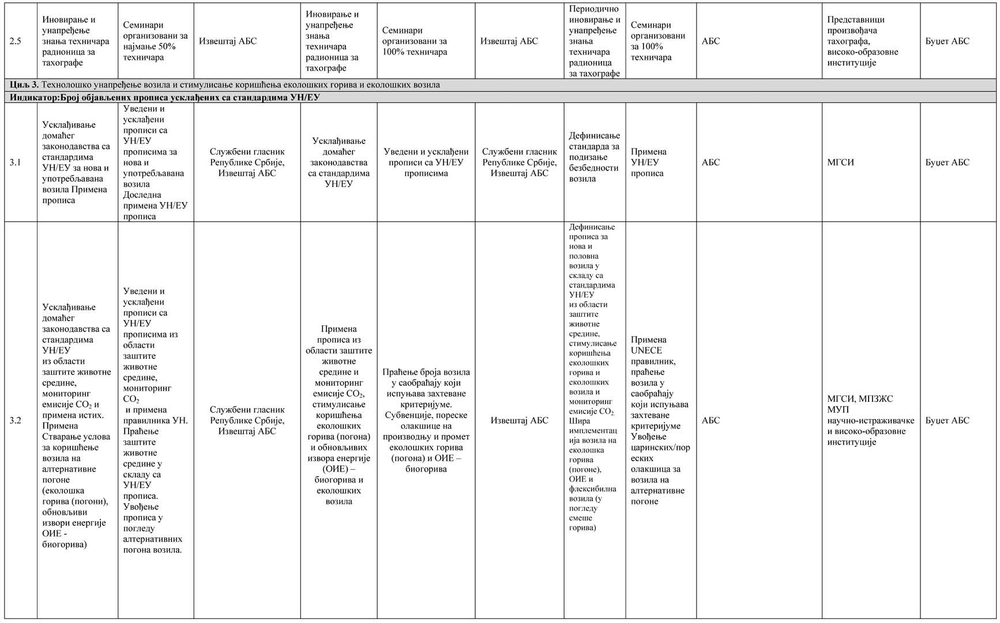 2.5
Иновирање и
унапређење
знања техничара
радионица за
тахографе
Семинари
организовани за
најмање 50%
техничара
Извештај АБС
Иновирање и
унапређење
знања
техничара
радионица за
тахографе
Семинари
организовани за
100% техничара
Извештај АБС
Периодично
иновирање и
унапређење
знања
техничара
радионица
за тахографе
Семинари
организовани
за 100%
техничара
АБС
Представници
произвођача
тахографа,
високо-образовне
институције
Буџет АБС
Циљ 3. Технолошко унапређење возила и стимулисање коришћења еколошких горива и еколошких возила
Индикатор:Број објављених прописа усклађених са стандардима УН/ЕУ
3.1
Усклађивање
домаћег
законодавства са
стандардима
УН/ЕУ за нова и
употребљавана
возила Примена
прописа
Уведени и
усклађени
прописи са
УН/ЕУ
прописима за
нова и
употребљавана
возила
Доследна
примена УН/ЕУ
прописа
Службени гласник
Републике Србије,
Извештај АБС
Усклађивање
домаћег
законодавства
са стандардима
УН/ЕУ
Уведени и усклађени
прописи са УН/ЕУ
прописима
Службени гласник
Републике Србије,
Извештај АБС
Дефинисање
стандарда за
подизање
безбедности
возила
Примена
УН/ЕУ
прописа
АБС
МГСИ
Буџет АБС
3.2
Усклађивање
домаћег
законодавства са
стандардима
УН/ЕУ
из области
заштите животне
средине,
мониторинг
емисије CO₂ и
примена истих.
Примена
Стварање услова
за коришћење
возила на
алтернативне
погоне
(еколошка
горива (погони),
обновљиви
извори енергије
ОИЕ -
биогорива)
Уведени и
усклађени
прописи са
УН/ЕУ
прописима из
области
заштите
животне
средине,
мониторинг
CO₂
и примена
правилника УН.
Праћење
заштите
животне
средине у
складу са
УН/ЕУ
прописа.
Увођење
прописа у
погледу
алтернативних
погона возила.
Службени гласник
Републике Србије,
Извештај АБС
Примена
прописа из
области заштите
животне
средине и
мониторинг
емисије CO₂,
стимулисање
коришћења
еколошких
горива (погона)
и обновљивих
извора енергије
(ОИЕ) –
биогорива и
еколошких
возила
Праћење броја возила
у саобраћају који
испуњава захтеване
критеријуме.
Субвенције, пореске
олакшице на
производњу и промет
еколошких горива
(погона) и ОИЕ –
биогорива
Извештај АБС
Дефинисање
прописа за
нова и
половна
возила у
складу са
стандардима
УН/ЕУ
из области
заштите
животне
средине,
стимулисање
коришћења
еколошких
горива и
еколошких
возила и
мониторинг
емисије CO₂
Шира
имплементац
ија возила на
еколошка
горива
(погоне),
ОИЕ и
флексибилна
возила (у
погледу
смеше
горива)
Примена
UNECE
правилник,
праћење
возила у
саобраћају
који испуњава
захтеване
критеријуме
Увођење
царинских/пор
еских
олакшица за
возила на
алтернативне
погоне
АБС
МГСИ, МПЗЖС
МУП
научно-истраживачке
и високо-образовне
институције
Буџет АБС